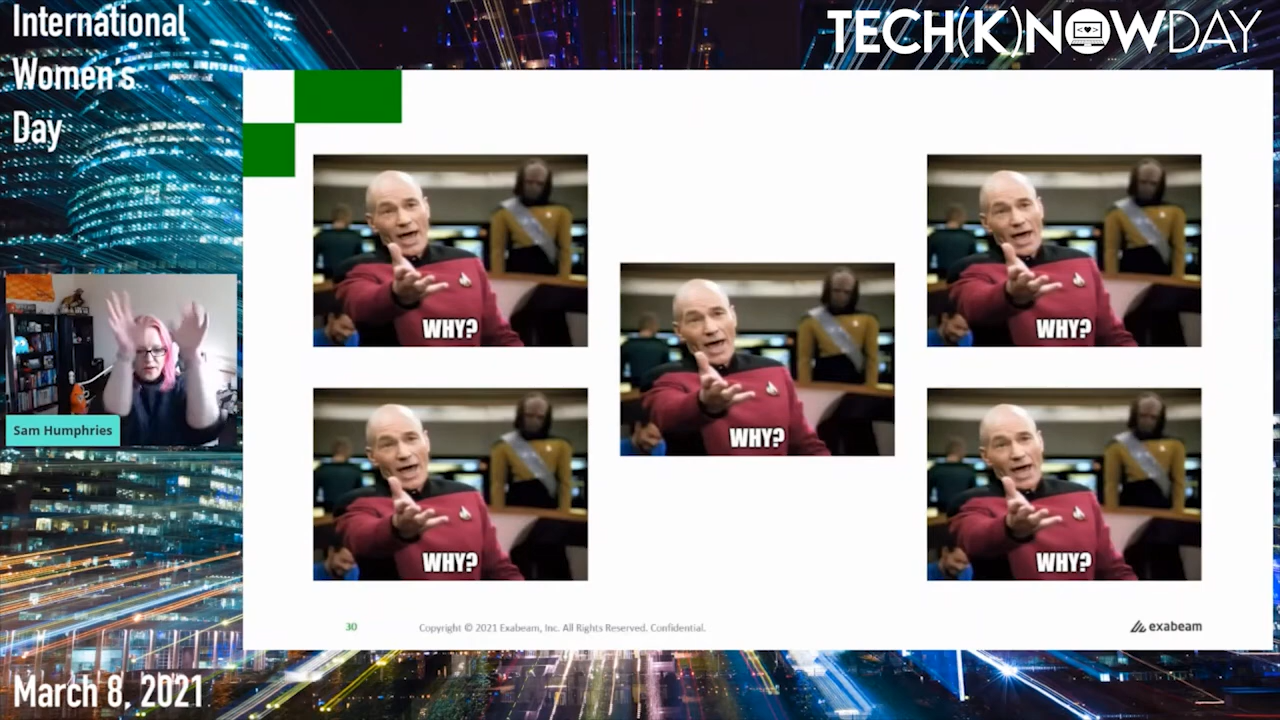 International
Women's
Day
TECH(K)NOWDAY
WHY?
WHY?
WHY?
WHY?
WHY?
Sam Humphries
30
Copyright © 2021 Exabeam, Inc. All Rights Reserved. Confidential.
exabeam
March 8, 2021